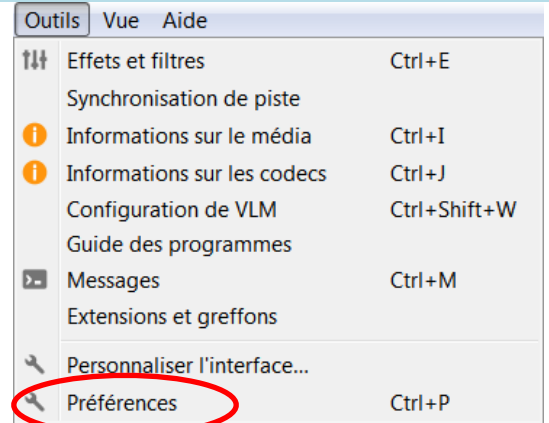 Outils Vue Aide
Effets et filtres Ctrl+E
Synchronisation de piste
Informations sur le média Ctrl+I
Informations sur les codecs Ctrl+J
Configuration de VLM Ctrl+Shift+W
Guide des programmes
Messages Ctrl+M
Extensions et greffons
Personnaliser l'interface...
Préférences Ctrl+P